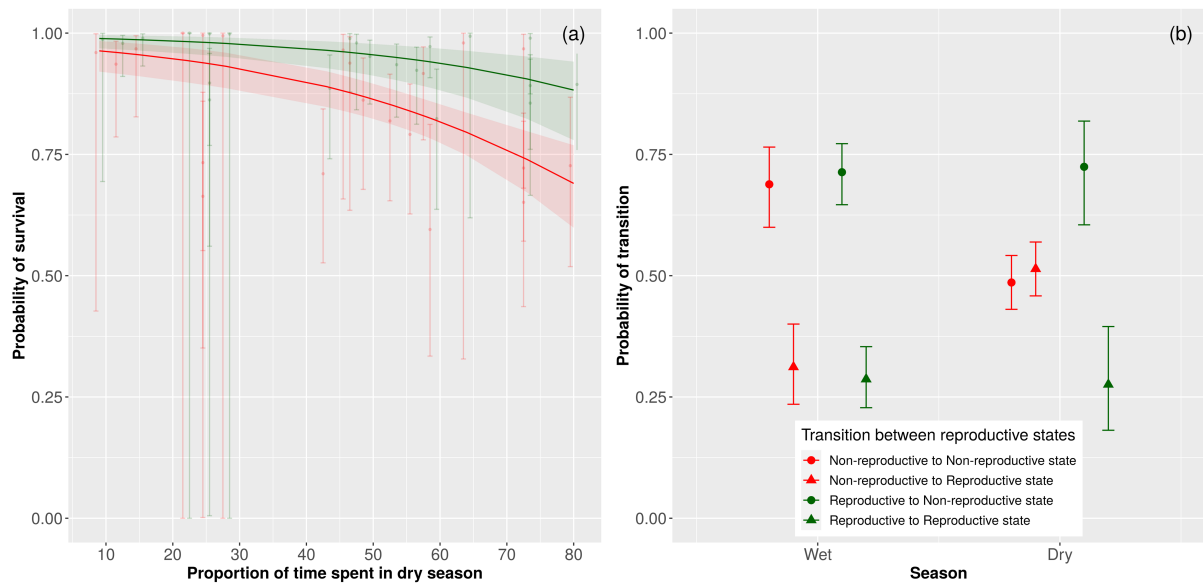 (a)
1.00
0.75
0.50
0.25
0.00
Probability of survival
10 20 30 40 50 60 70 80
Proportion of time spent in dry season
(b)
1.00
0.75
0.50
0.25
0.00
Probability of transition
Transition between reproductive states
Non-reproductive to Non-reproductive state
Non-reproductive to Reproductive state
Reproductive to Non-reproductive state
Reproductive to Reproductive state
Wet Dry
Season